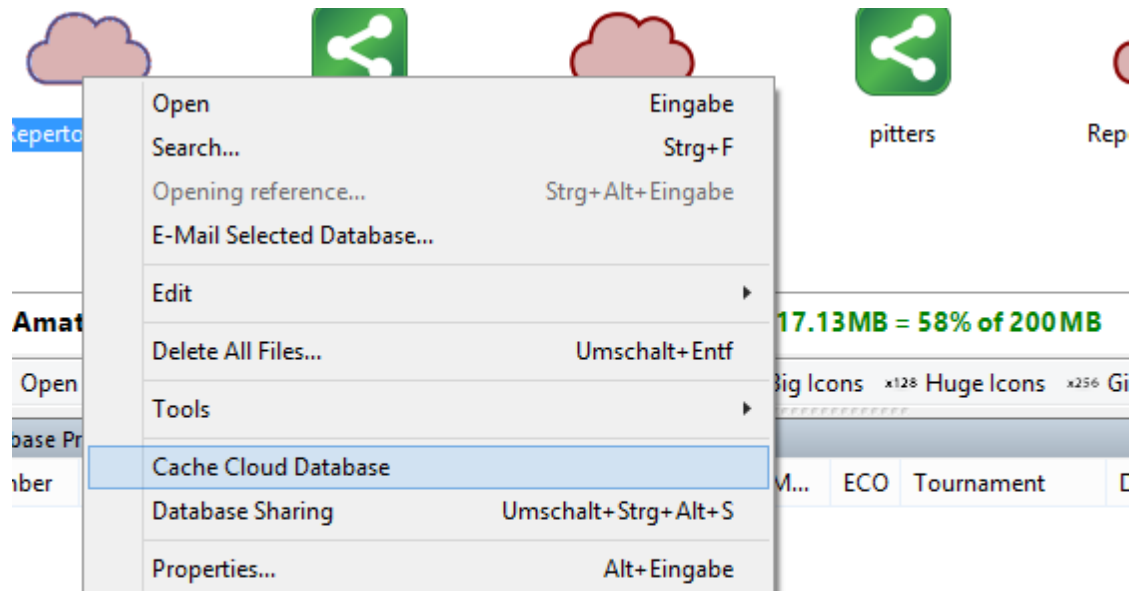 Open Eingabe
Reperto
pitters
Rep
Search... Strg+F
Opening reference... Strg+Alt+Eingabe
E-Mail Selected Database...
Edit
Amat
17.13MB = 58% of 200MB
Delete All Files... Umschalt+Entf
Open
Big Icons x128 Huge Icons x256 Gi
Tools
base Pr
Cache Cloud Database
nber
M... ECO Tournament D
Database Sharing Umschalt+Strg+Alt+S
Properties... Alt+Eingabe